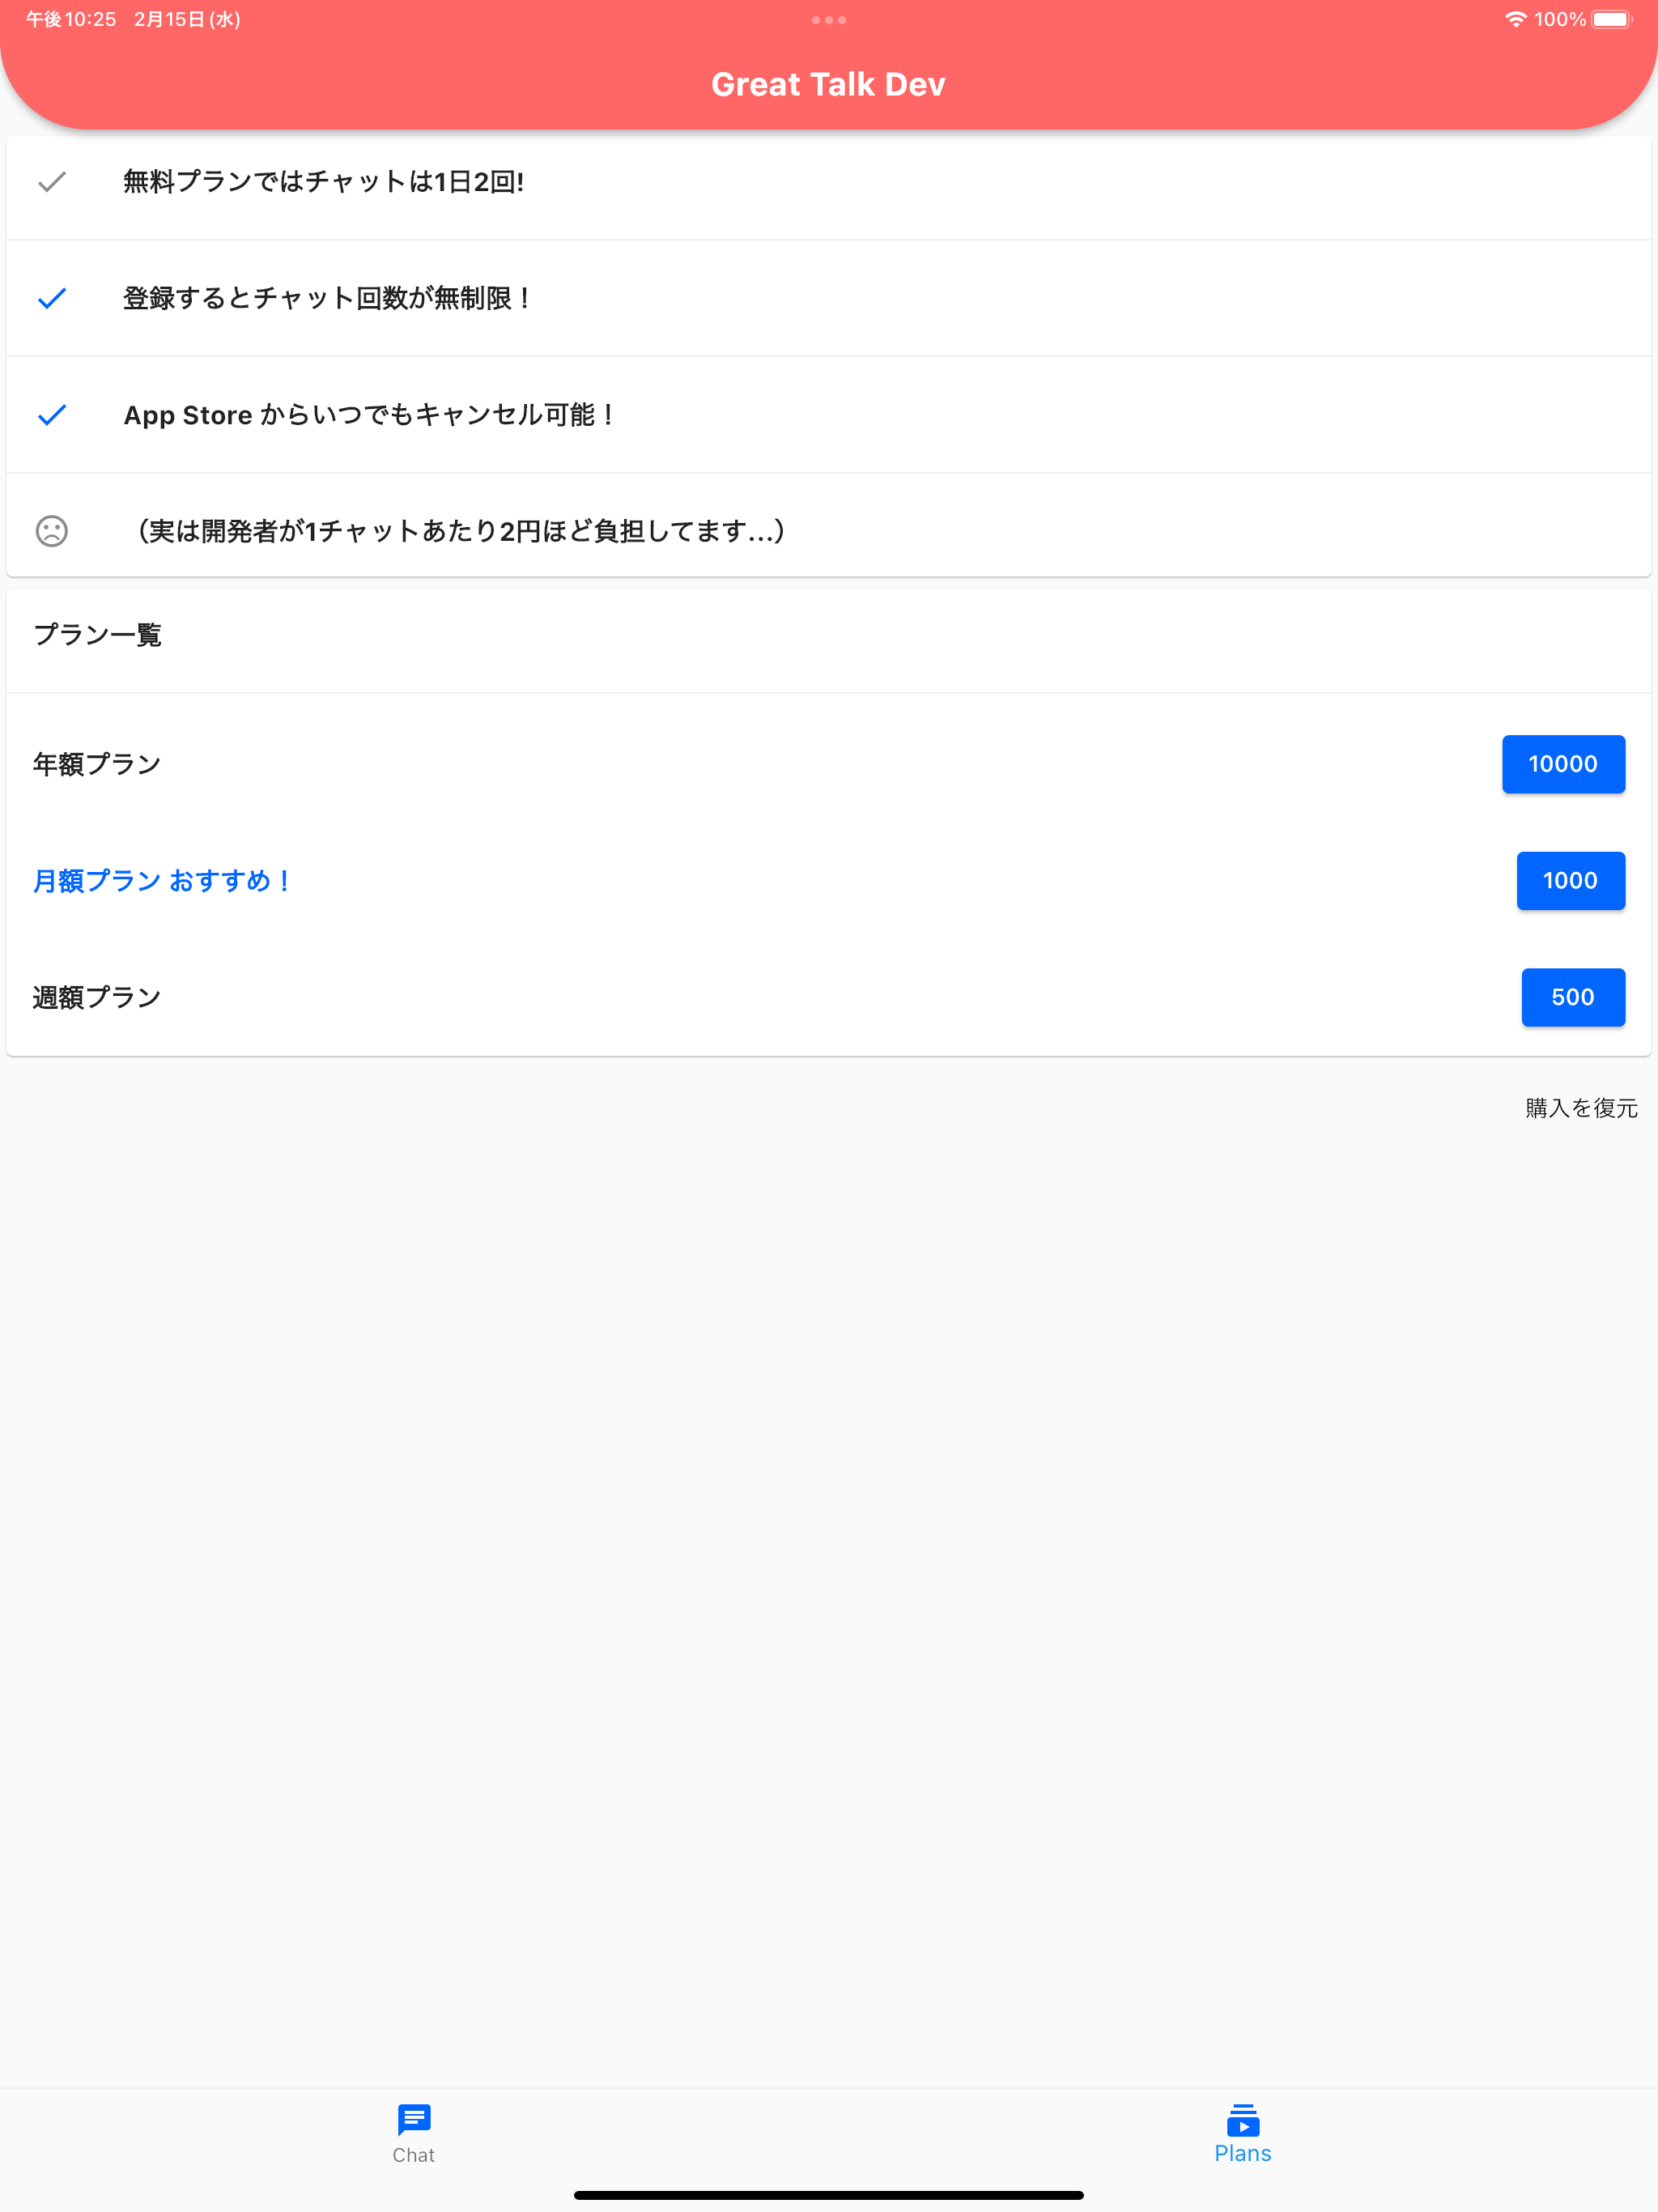 午後10:25 2月15日(水)
100%
Great Talk Dev
無料プランではチャットは1日2回!
登録するとチャット回数が無制限！
App Store からいつでもキャンセル可能！
（実は開発者が1チャットあたり2円ほど負担してます...）
プラン一覧
年額プラン 10000
月額プラン おすすめ！ 1000
週額プラン 500
購入を復元
Chat Plans